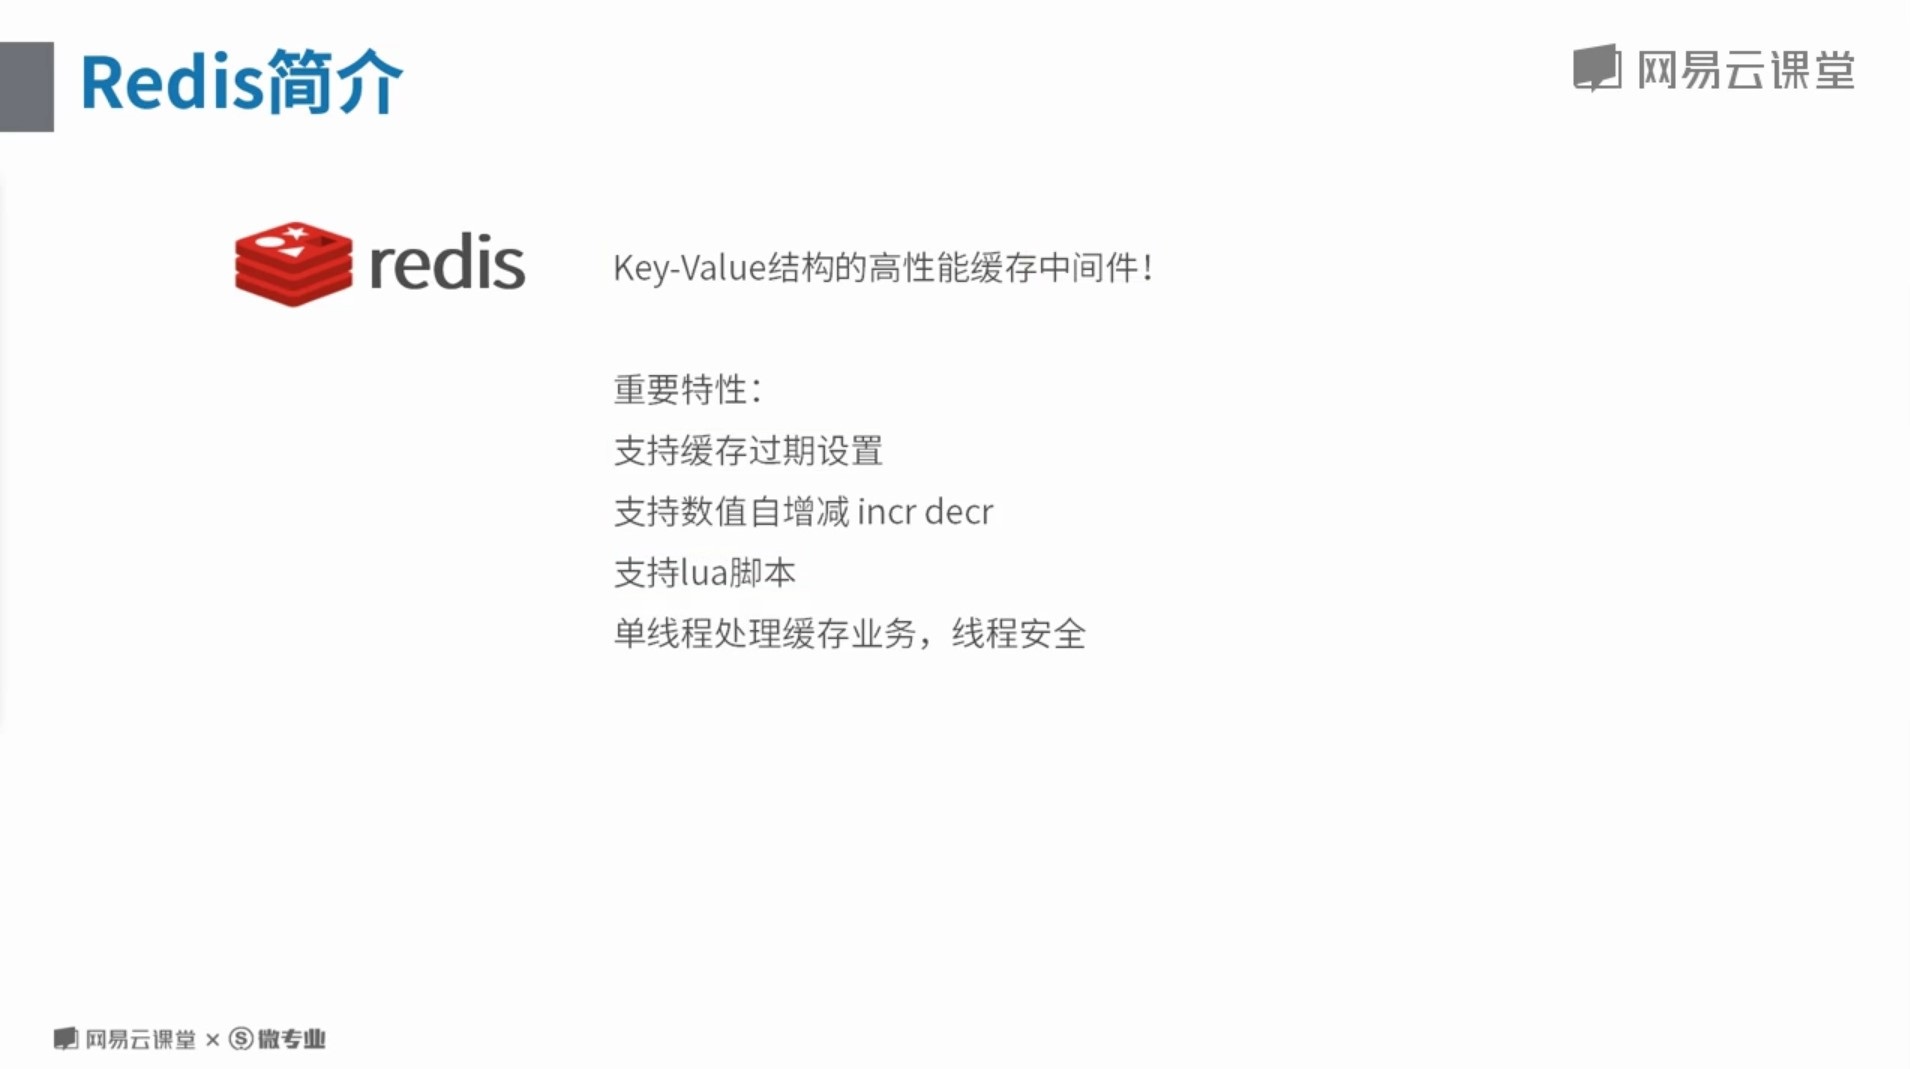 Redis简介
网易云课堂
redis
Key-Value结构的高性能缓存中间件！
重要特性：
支持缓存过期设置
支持数值自增减 incr decr
支持lua脚本
单线程处理缓存业务，线程安全
网易云课堂 × 微专业